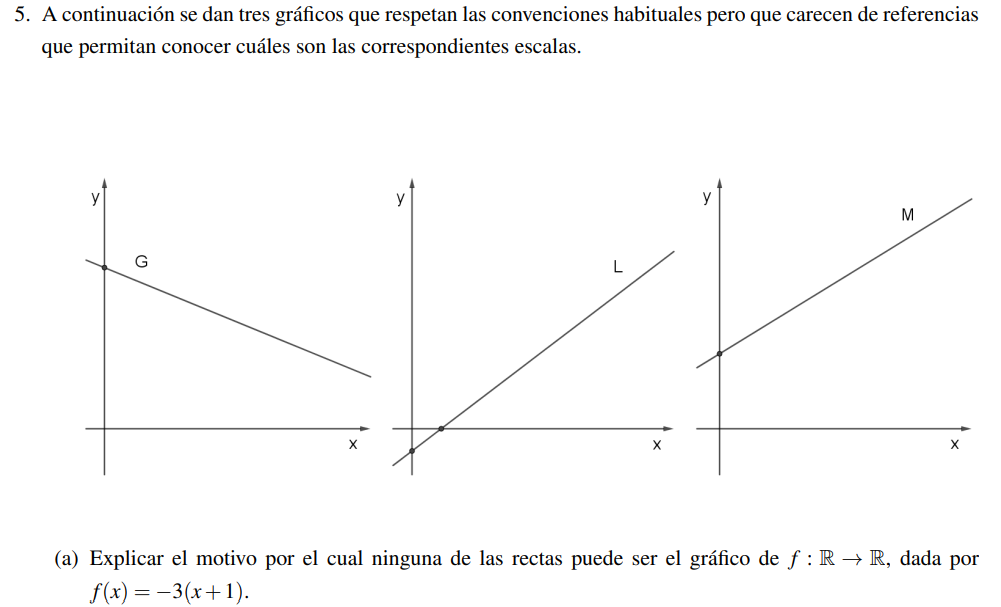 5. A continuación se dan tres gráficos que respetan las convenciones habituales pero que carecen de referencias
que permitan conocer cuáles son las correspondientes escalas.
y
G
x
y
L
x
y
M
x
(a) Explicar el motivo por el cual ninguna de las rectas puede ser el gráfico de f : ℝ → ℝ, dada por
f(x) = −3(x+1).